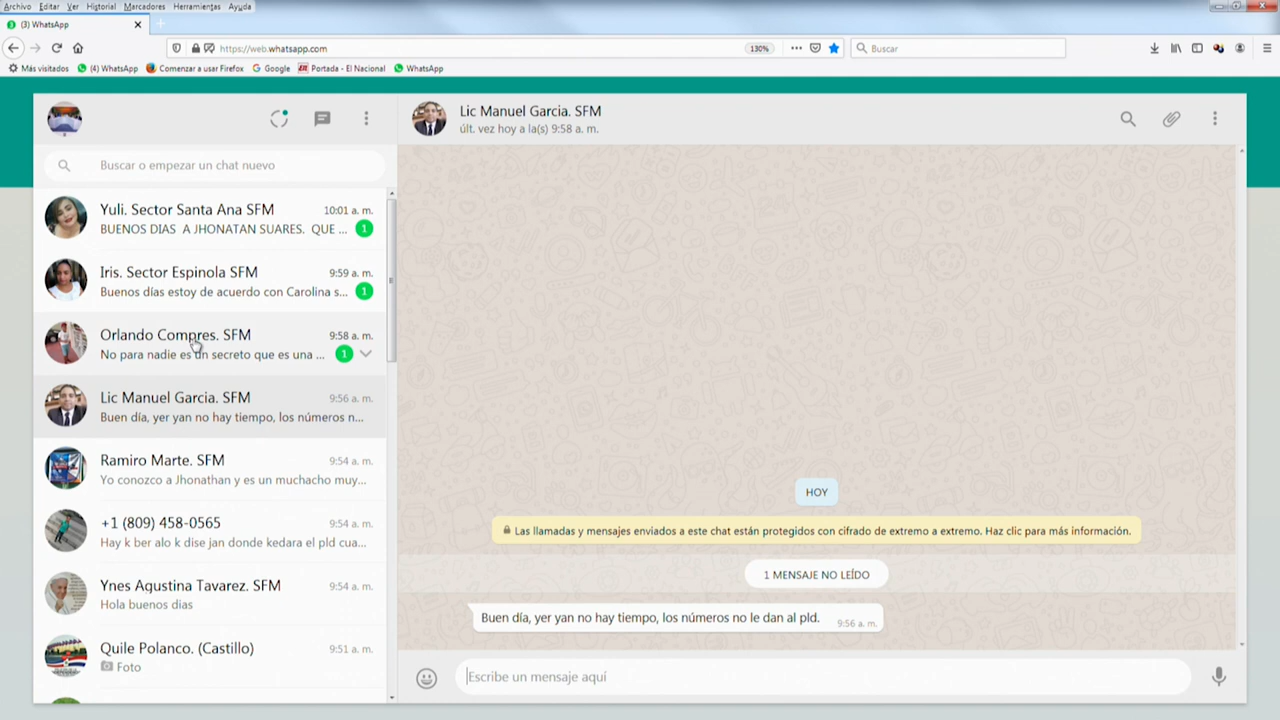 Archivo Editar Ver Historial Marcadores Herramientas Ayuda
(3) WhatsApp
https://web.whatsapp.com
130%
Buscar
Más visitados (4) WhatsApp Comenzar a usar Firefox Google Portada - El Nacional WhatsApp
Buscar o empezar un chat nuevo
Yuli. Sector Santa Ana SFM 10:01 a. m.
BUENOS DIAS A JHONATAN SUARES. QUE ... 1
Iris. Sector Espinola SFM 9:59 a. m.
Buenos días estoy de acuerdo con Carolina s... 1
Orlando Compres. SFM 9:58 a. m.
No para nadie es un secreto que es una ... 1
Lic Manuel Garcia. SFM 9:56 a. m.
Buen día, yer yan no hay tiempo, los números n...
Ramiro Marte. SFM 9:54 a. m.
Yo conozco a Jhonathan y es un muchacho muy...
+1 (809) 458-0565 9:54 a. m.
Hay k ber alo k dise jan donde kedara el pld cua...
Ynes Agustina Tavarez. SFM 9:54 a. m.
Hola buenos dias
Quile Polanco. (Castillo) 9:51 a. m.
Foto
Lic Manuel Garcia. SFM
últ. vez hoy a la(s) 9:58 a. m.
HOY
Las llamadas y mensajes enviados a este chat están protegidos con cifrado de extremo a extremo. Haz clic para más información.
1 MENSAJE NO LEÍDO
Buen día, yer yan no hay tiempo, los números no le dan al pld. 9:56 a. m.
Escribe un mensaje aquí